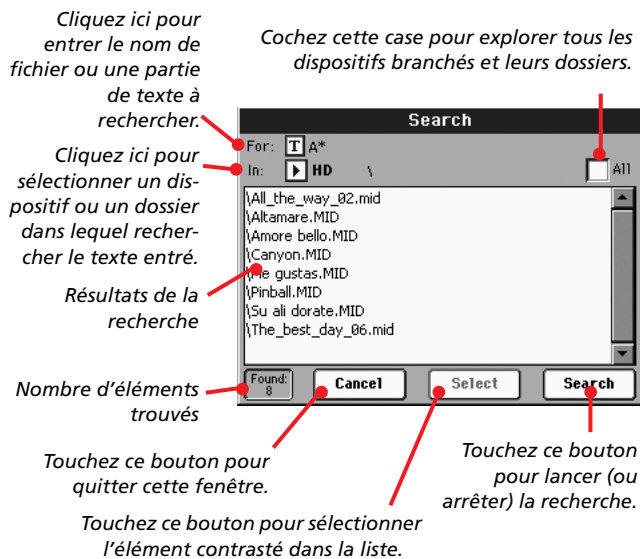 Cliquez ici pour
entrer le nom de
fichier ou une partie
de texte à
rechercher.
Cochez cette case pour explorer tous les
dispositifs branchés et leurs dossiers.
Cliquez ici pour
sélectionner un dis-
positif ou un dossier
dans lequel recher-
cher le texte entré.
Résultats de la
recherche
Nombre d'éléments
trouvés
Search
For: T A*
In: HD \
All
\All_the_way_02.mid
\Altamare.MID
\Amore bello.MID
\Canyon.MID
\Me gustas.MID
\Pinball.MID
\Su ali dorate.MID
\The_best_day_06.mid
Found:
8
Cancel
Select
Search
Touchez ce bouton pour
quitter cette fenêtre.
Touchez ce bouton
pour lancer (ou
arrêter) la recherche.
Touchez ce bouton pour sélectionner
l'élément contrasté dans la liste.